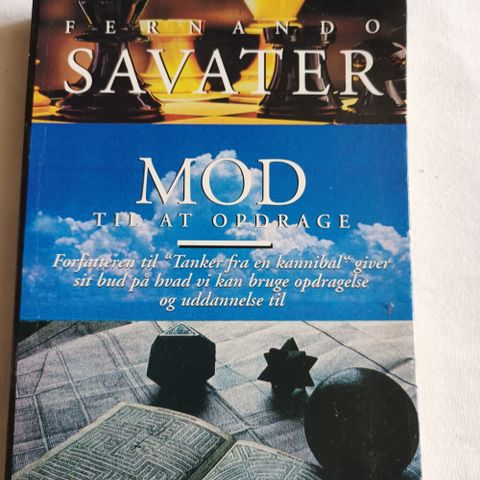 FERNANDO
SAVATER
MOD
TIL AT OPDRAGE
Forfatteren til "Tanker fra en kannibal" giver
sit bud på hvad vi kan bruge opdragelse
og uddannelse til